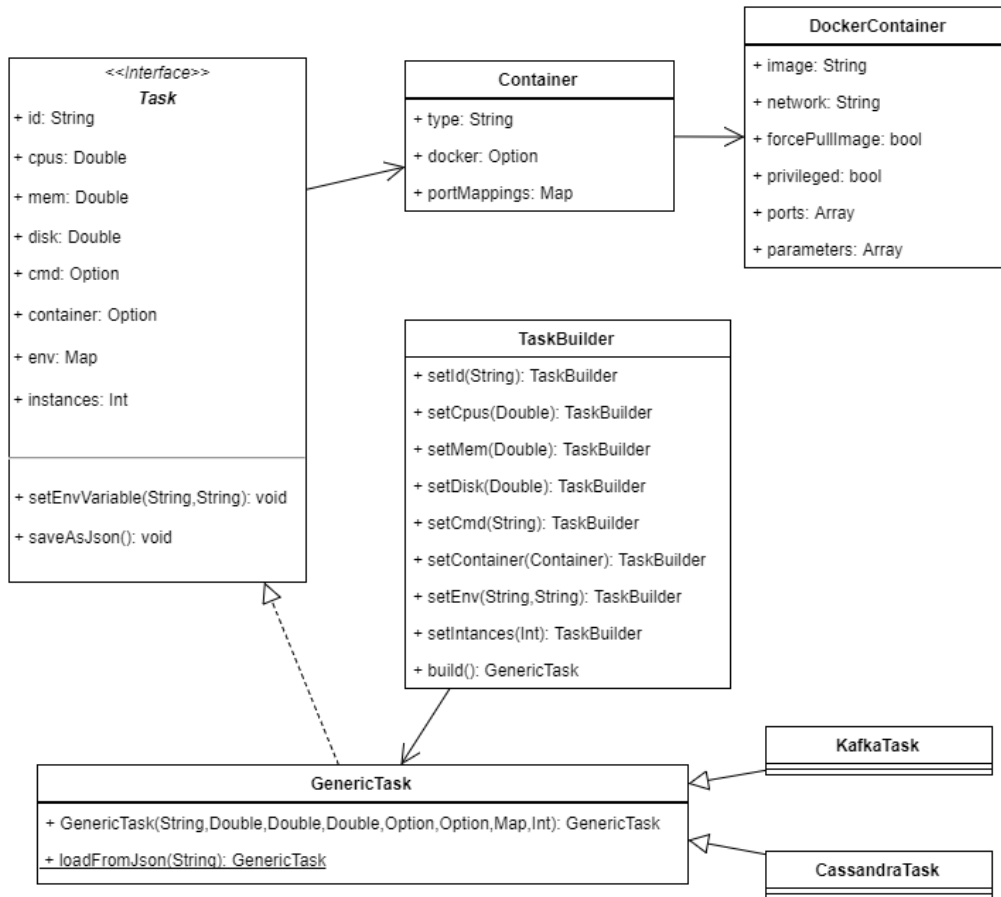 <<Interface>>
Task
+ id: String
+ cpus: Double
+ mem: Double
+ disk: Double
+ cmd: Option
+ container: Option
+ env: Map
+ instances: Int
+ setEnvVariable(String,String): void
+ saveAsJson(): void
Container
+ type: String
+ docker: Option
+ portMappings: Map
DockerContainer
+ image: String
+ network: String
+ forcePullImage: bool
+ privileged: bool
+ ports: Array
+ parameters: Array
TaskBuilder
+ setId(String): TaskBuilder
+ setCpus(Double): TaskBuilder
+ setMem(Double): TaskBuilder
+ setDisk(Double): TaskBuilder
+ setCmd(String): TaskBuilder
+ setContainer(Container): TaskBuilder
+ setEnv(String,String): TaskBuilder
+ setIntances(Int): TaskBuilder
+ build(): GenericTask
GenericTask
+ GenericTask(String,Double,Double,Double,Option,Option,Map,Int): GenericTask
+ loadFromJson(String): GenericTask
KafkaTask
CassandraTask